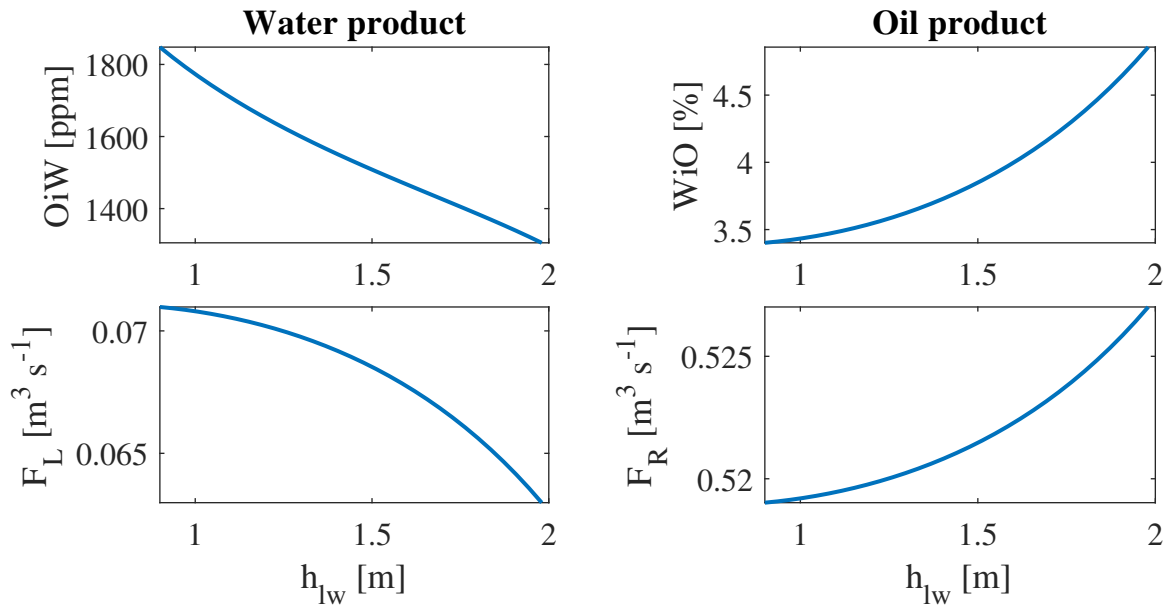 Water product
OiW [ppm]
1800
1600
1400
1
1.5
2
Oil product
WiO [%]
4.5
4
3.5
1
1.5
2
F_L [m^3 s^-1]
0.07
0.065
1
1.5
2
h_lw [m]
F_R [m^3 s^-1]
0.525
0.52
1
1.5
2
h_lw [m]